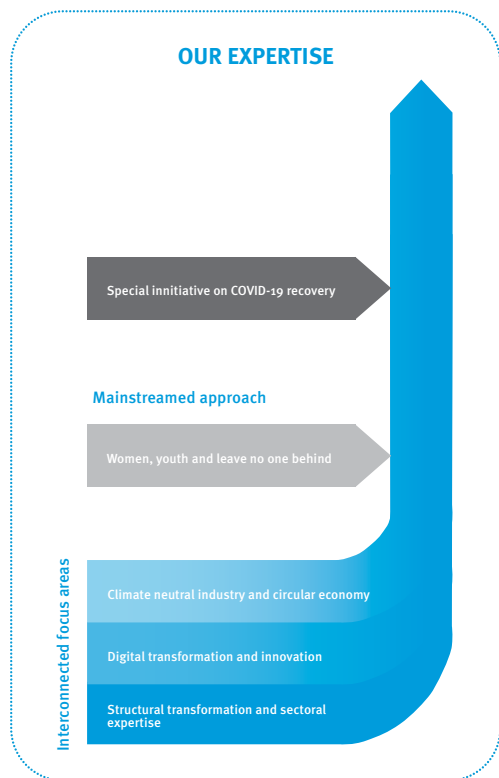 OUR EXPERTISE
Special innitiative on COVID-19 recovery
Mainstreamed approach
Women, youth and leave no one behind
Interconnected focus areas
Climate neutral industry and circular economy
Digital transformation and innovation
Structural transformation and sectoral
expertise